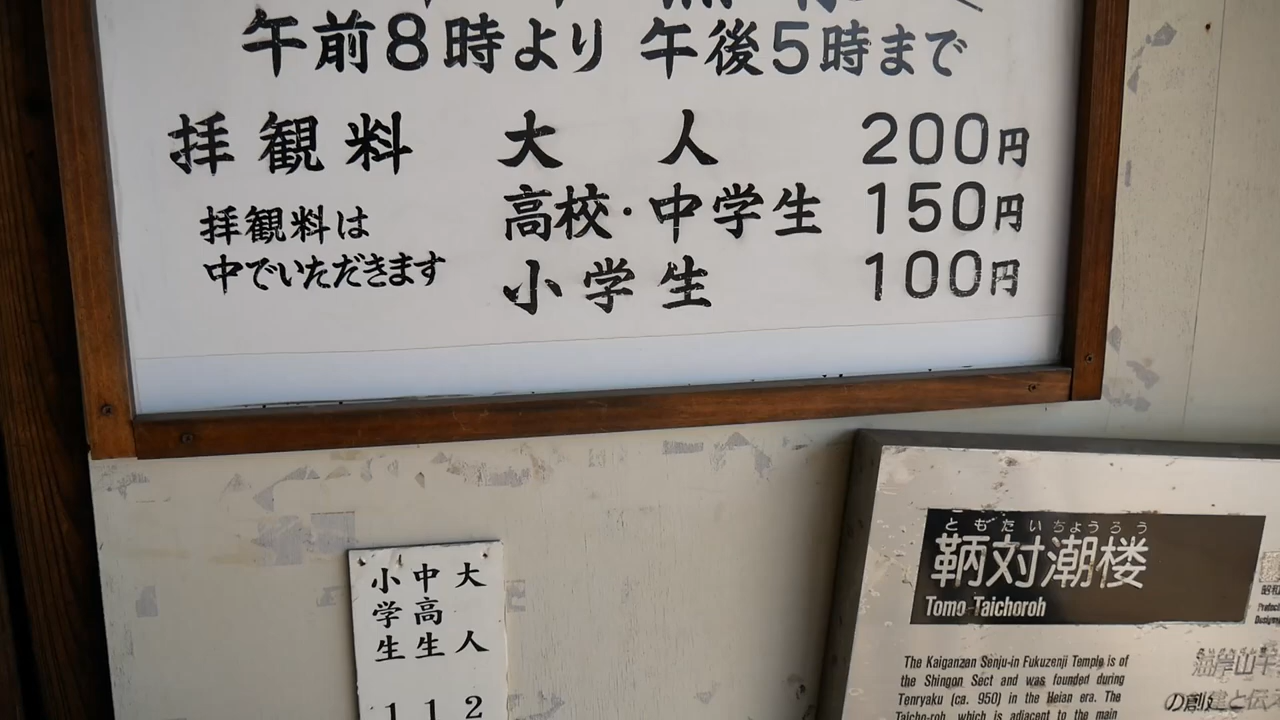 午前8時より 午後5時まで
拝観料 大人 200円
拝観料は 高校・中学生 150円
中でいただきます 小学生 100円
大人 2
中高生 1
小学生 1
ともたいちょうろう
鞆対潮楼
Tomo-Taichoroh
The Kaiganzan Senju-in Fukuzenji Temple is of
the Shingon Sect and was founded during
Tenryaku (ca. 950) in the Heian era. The
Taicho-roh, which is adjacent to the main
海岸山千
の創建と伝え